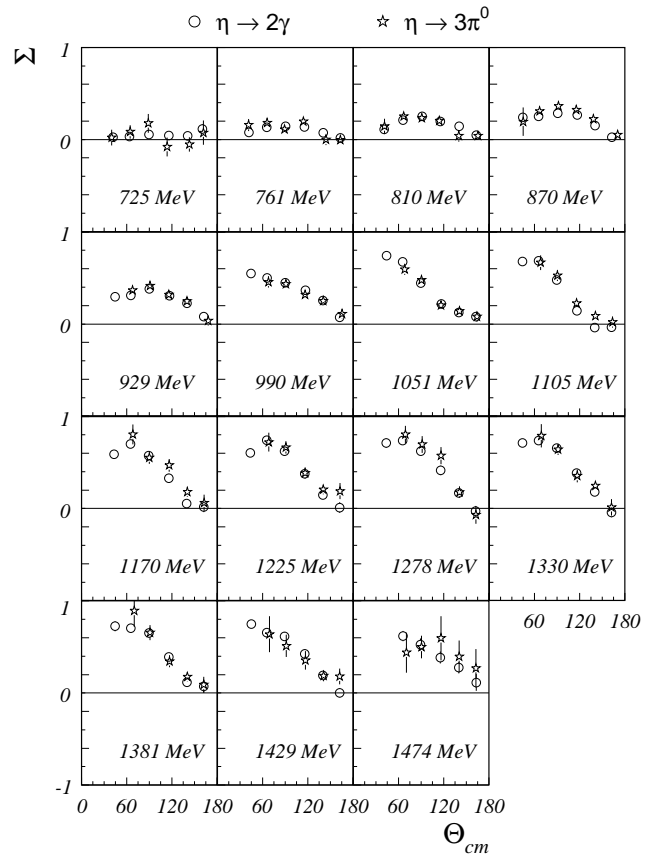 η → 2γ η → 3π⁰
Σ
1
0
725 MeV 761 MeV 810 MeV 870 MeV
1
0
929 MeV 990 MeV 1051 MeV 1105 MeV
1
0
1170 MeV 1225 MeV 1278 MeV 1330 MeV
60 120 180
1
0
1381 MeV 1429 MeV 1474 MeV
-1
0 60 120 180 60 120 180 60 120 180
Θcm